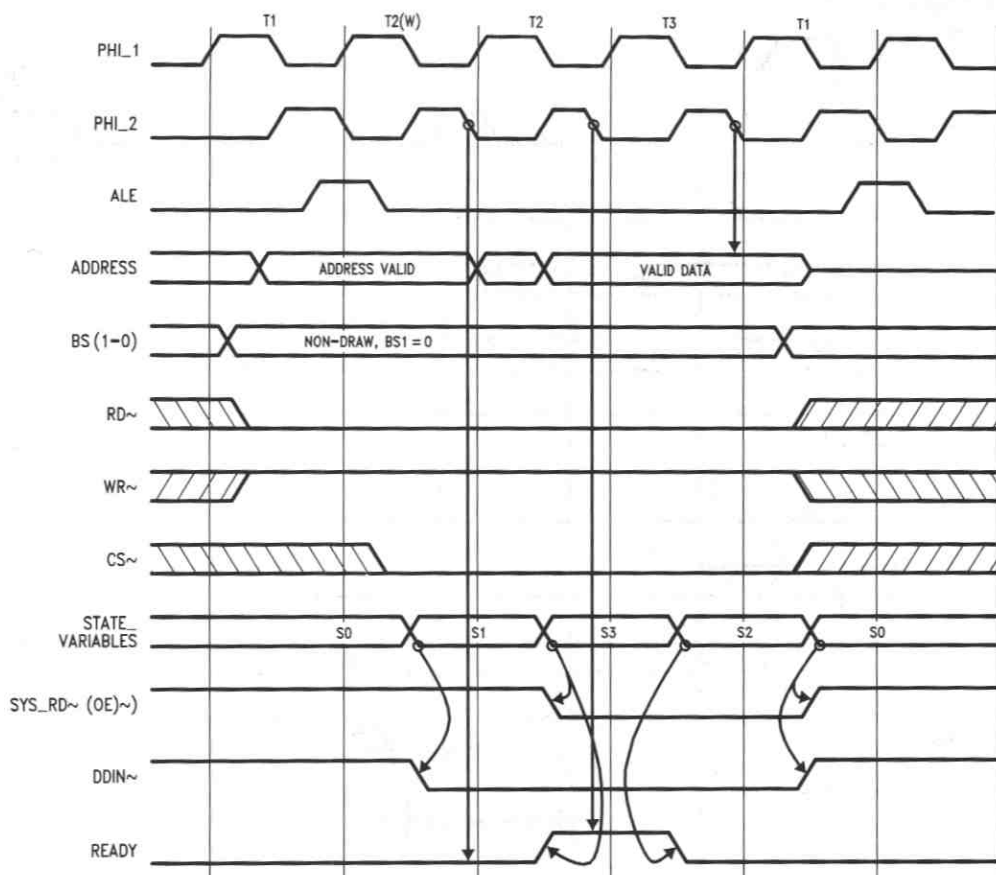 T1 T2(W) T2 T3 T1
PHI_1
PHI_2
ALE
ADDRESS ADDRESS VALID VALID DATA
BS (1-0) NON-DRAW, BS1 = 0
RD~
WR~
CS~
STATE_
VARIABLES S0 S1 S3 S2 S0
SYS_RD~ (OE)~)
DDIN~
READY